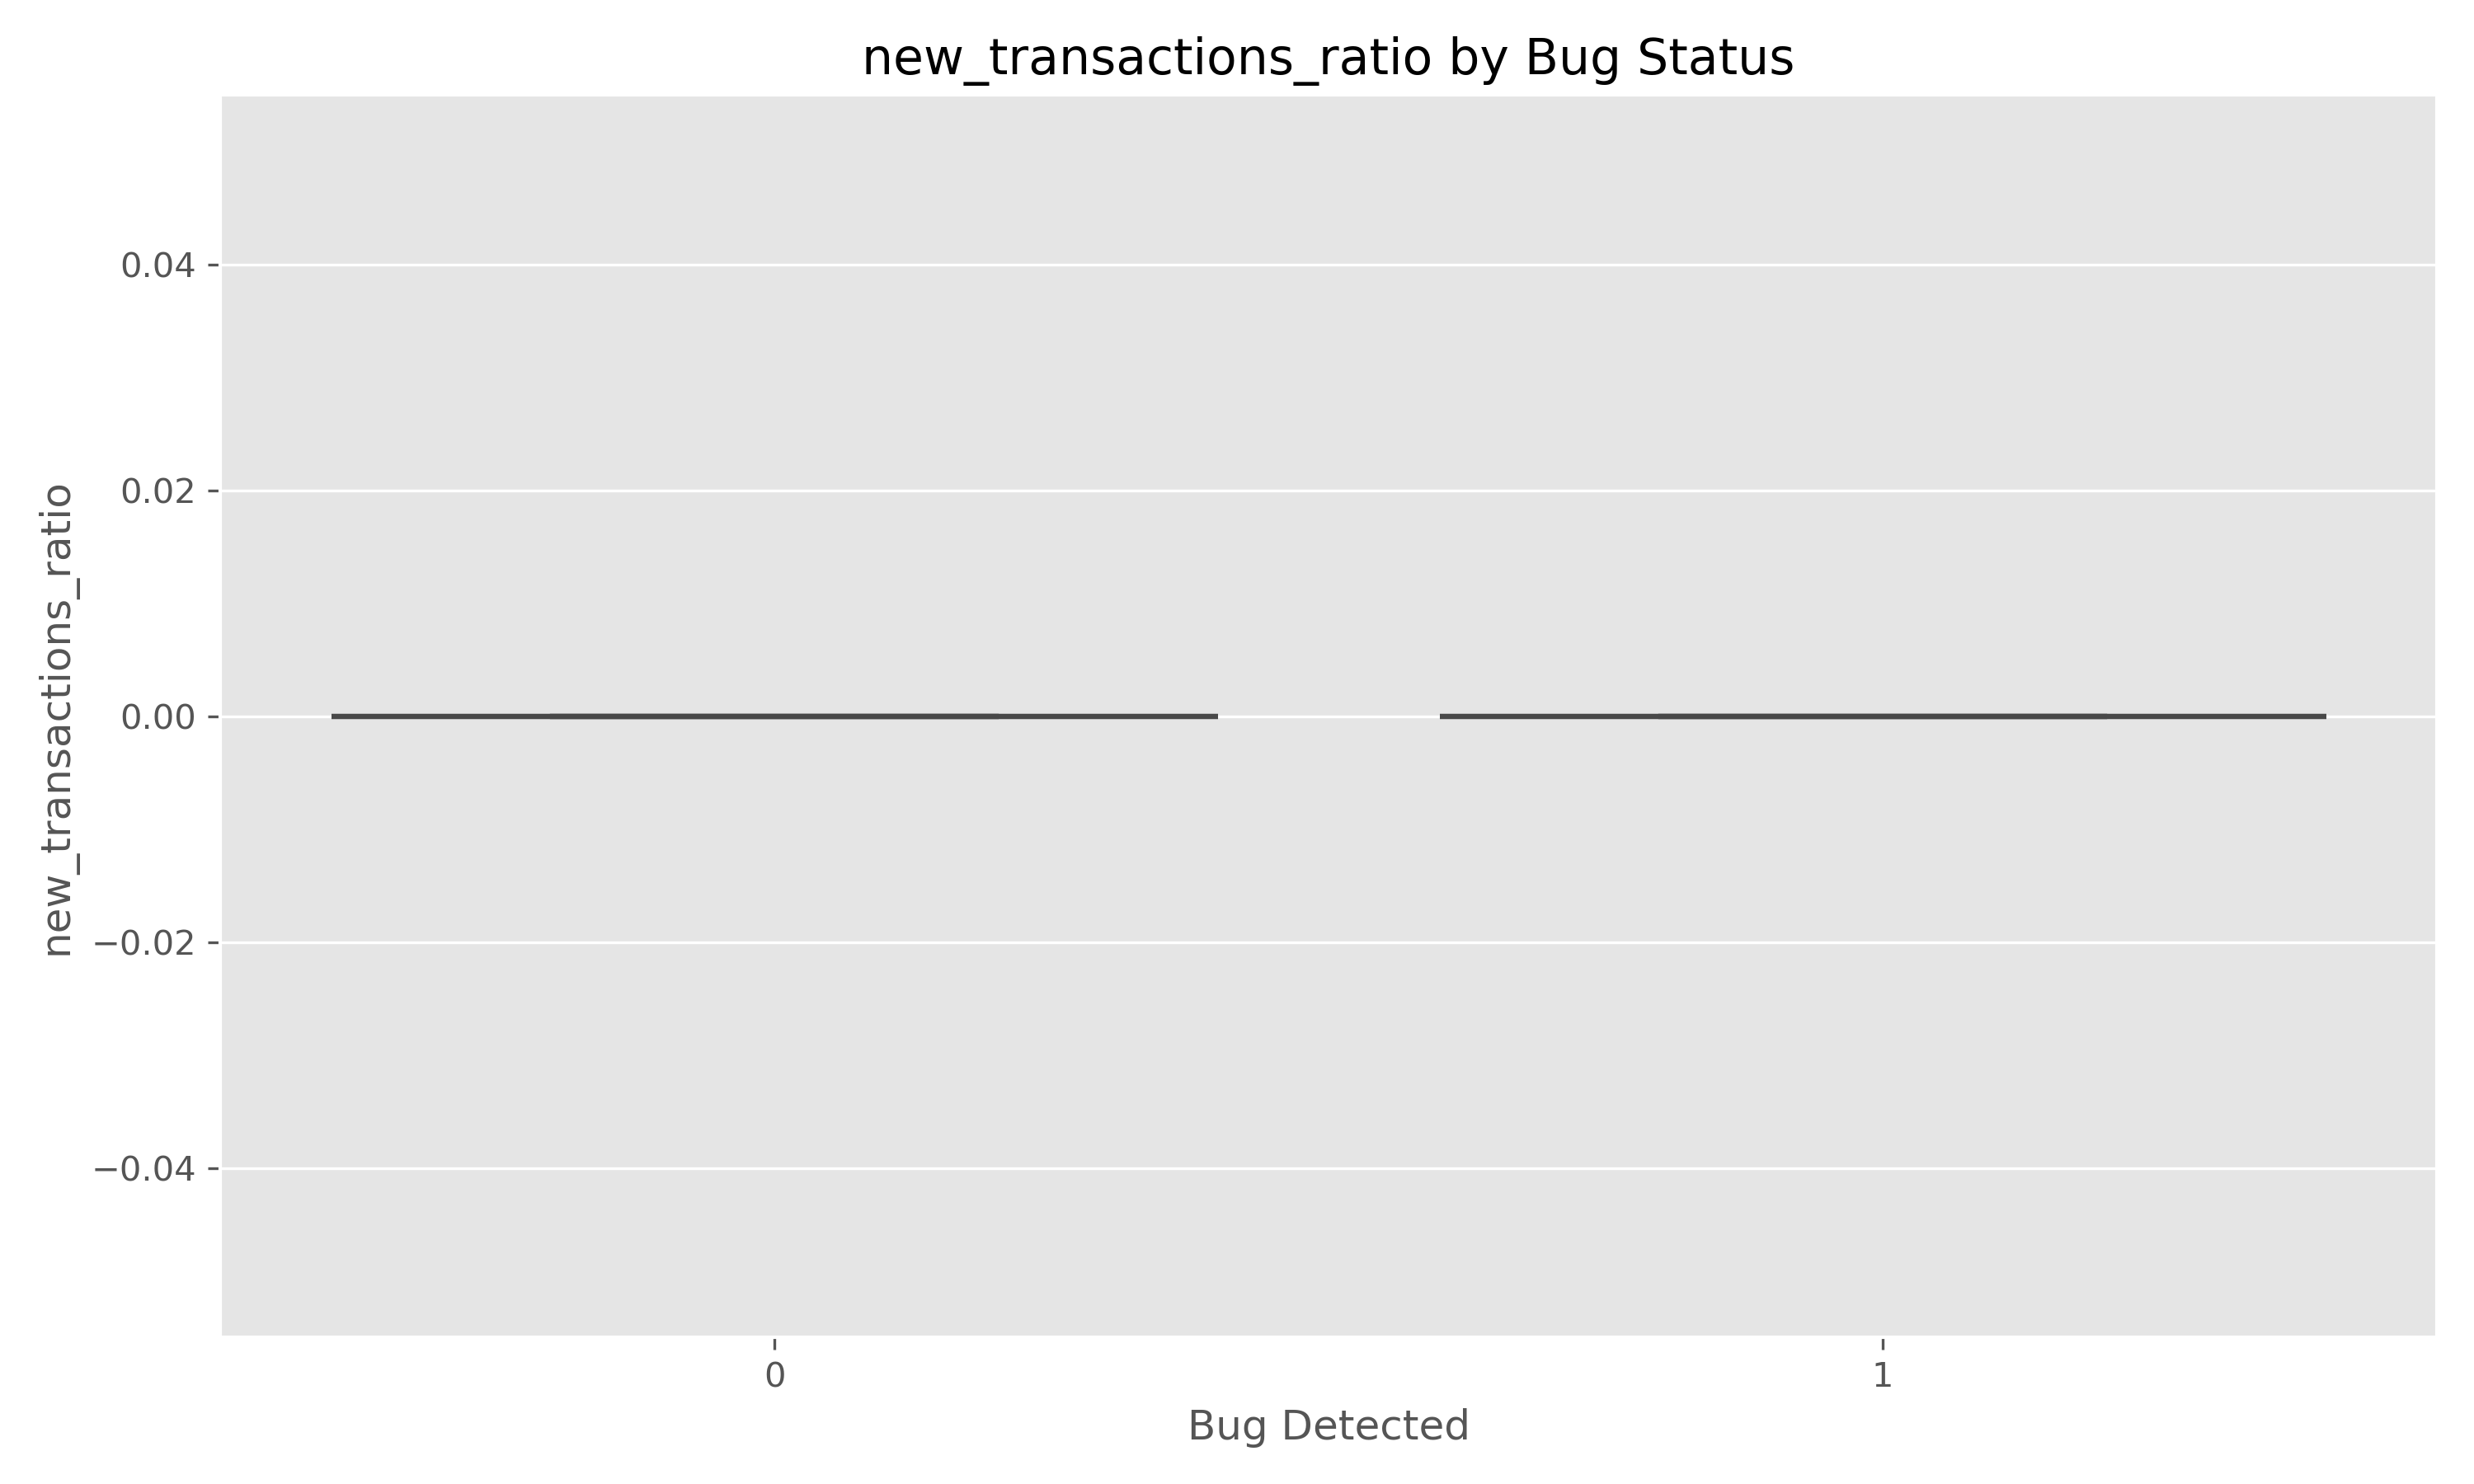 new_transactions_ratio by Bug Status
new_transactions_ratio
0.04
0.02
0.00
−0.02
−0.04
0
1
Bug Detected